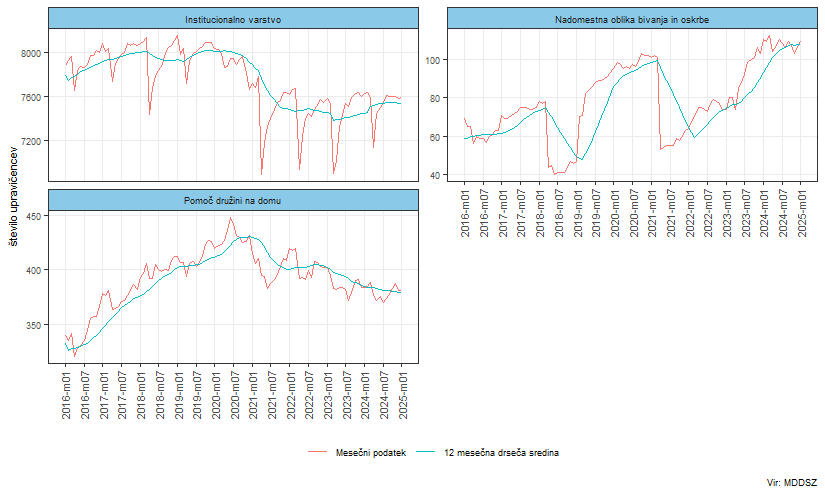 Institucionalno varstvo
Nadomestna oblika bivanja in oskrbe
število upravičencev
8000
7600
7200
100
80
60
40
2016-m01
2016-m07
2017-m01
2017-m07
2018-m01
2018-m07
2019-m01
2019-m07
2020-m01
2020-m07
2021-m01
2021-m07
2022-m01
2022-m07
2023-m01
2023-m07
2024-m01
2024-m07
2025-m01
Pomoč družini na domu
450
400
350
2016-m01
2016-m07
2017-m01
2017-m07
2018-m01
2018-m07
2019-m01
2019-m07
2020-m01
2020-m07
2021-m01
2021-m07
2022-m01
2022-m07
2023-m01
2023-m07
2024-m01
2024-m07
2025-m01
Mesečni podatek
12 mesečna drseča sredina
Vir: MDDSZ